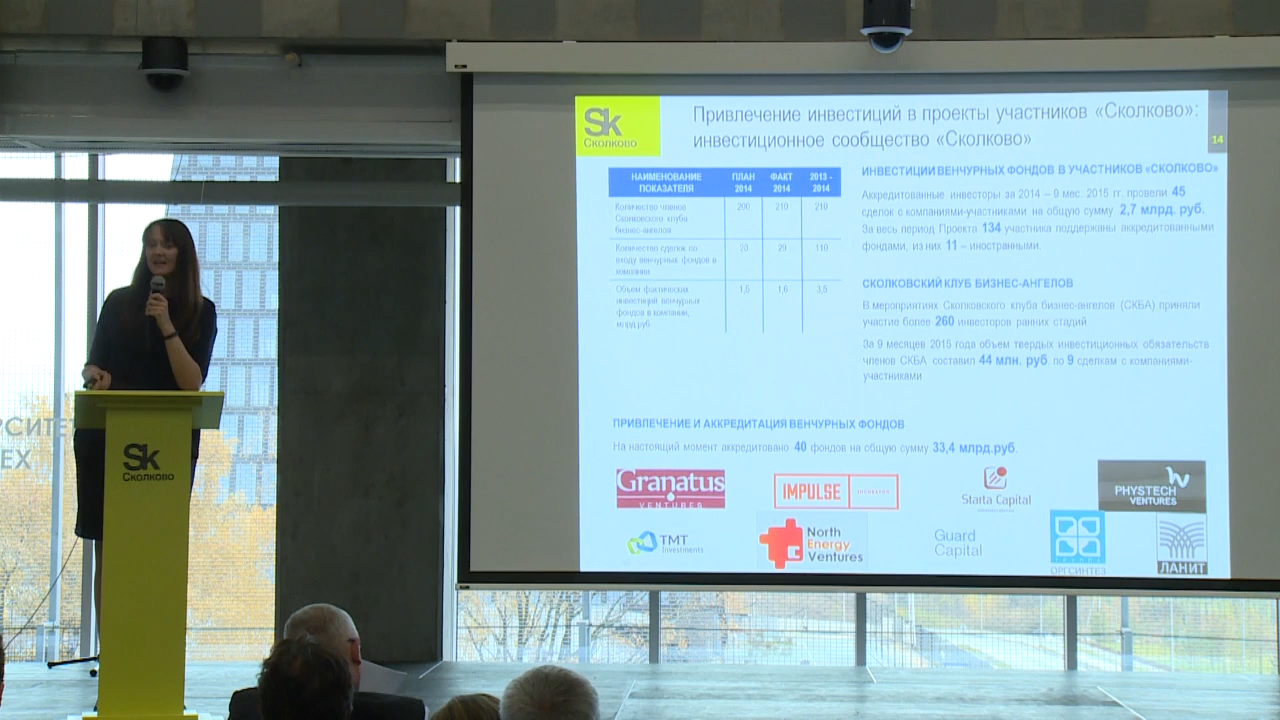 Sk
Сколково
Привлечение инвестиций в проекты участников «Сколково»:
инвестиционное сообщество «Сколково»
14
НАИМЕНОВАНИЕ ПОКАЗАТЕЛЯ
ПЛАН 2014
ФАКТ 2014
2013 - 2014
Количество членов
Сколковского клуба
бизнес-ангелов
200
210
210
Количество сделок по
входу венчурных фондов в
компании
20
29
110
Объем фактических
инвестиций венчурных
фондов в компании,
млрд.руб.
1,5
1,6
3,5
ИНВЕСТИЦИИ ВЕНЧУРНЫХ ФОНДОВ В УЧАСТНИКОВ «СКОЛКОВО»
Аккредитованные инвесторы за 2014 – 9 мес. 2015 гг. провели 45
сделок с компаниями-участниками на общую сумму 2,7 млрд. руб.
За весь период Проекта 134 участника поддержаны аккредитованными
фондами, из них 11 – иностранными.
СКОЛКОВСКИЙ КЛУБ БИЗНЕС-АНГЕЛОВ
В мероприятиях Сколковского клуба бизнес-ангелов (СКБА) приняли
участие более 260 инвесторов ранних стадий
За 9 месяцев 2015 года объем твердых инвестиционных обязательств
членов СКБА составил 44 млн. руб. по 9 сделкам с компаниями-
участниками
ПРИВЛЕЧЕНИЕ И АККРЕДИТАЦИЯ ВЕНЧУРНЫХ ФОНДОВ
На настоящий момент аккредитовано 40 фондов на общую сумму 33,4 млрд.руб.
Granatus
VENTURES
IMPULSE
Starta Capital
PHYSTECH
VENTURES
TMT
Investments
North
Energy
Ventures
Guard
Capital
ОРГСИНТЕЗ
ЛАНИТ
РСИТЕ
ТЕХ
Sk
Сколково